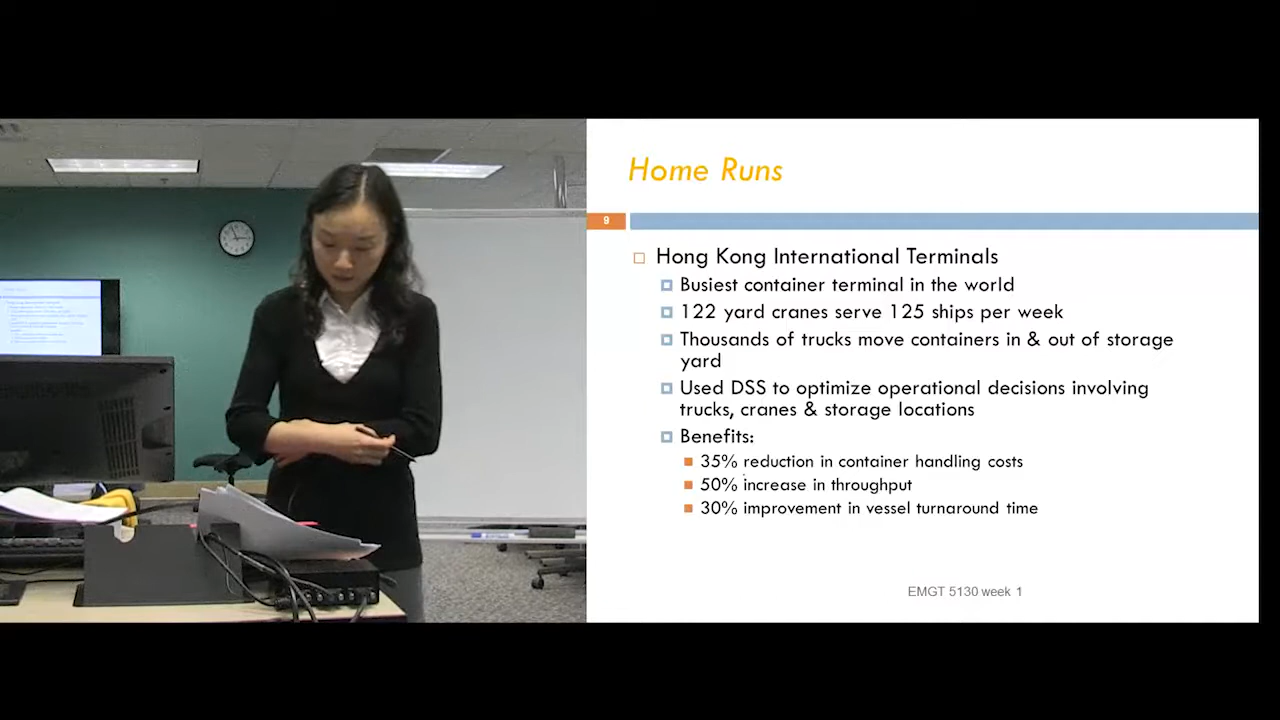 Home Runs
9
Hong Kong International Terminals
Busiest container terminal in the world
122 yard cranes serve 125 ships per week
Thousands of trucks move containers in & out of storage
yard
Used DSS to optimize operational decisions involving
trucks, cranes & storage locations
Benefits:
35% reduction in container handling costs
50% increase in throughput
30% improvement in vessel turnaround time
EMGT 5130 week 1